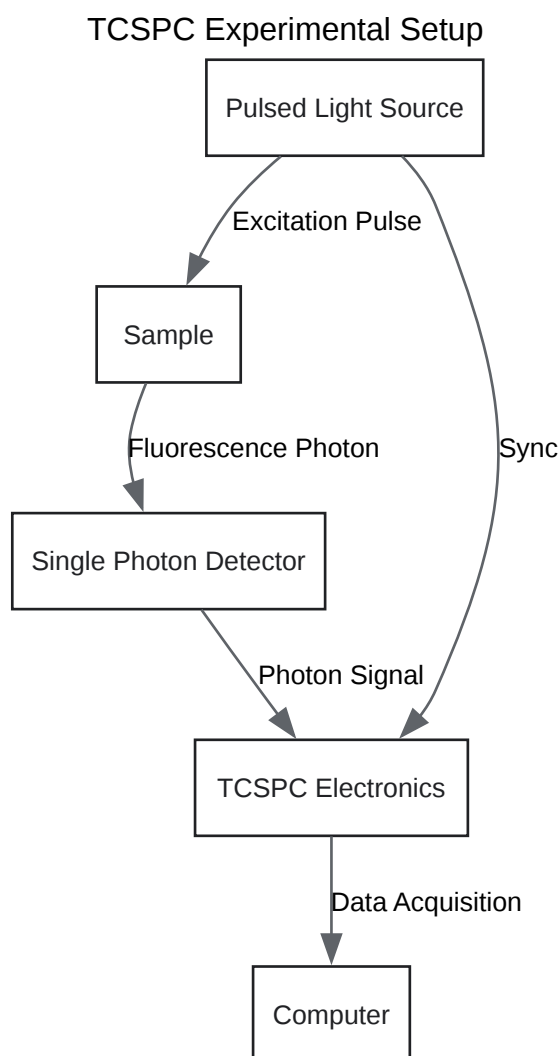 TCSPC Experimental Setup
Pulsed Light Source
Excitation Pulse
Sample
Fluorescence Photon
Sync
Single Photon Detector
Photon Signal
TCSPC Electronics
Data Acquisition
Computer